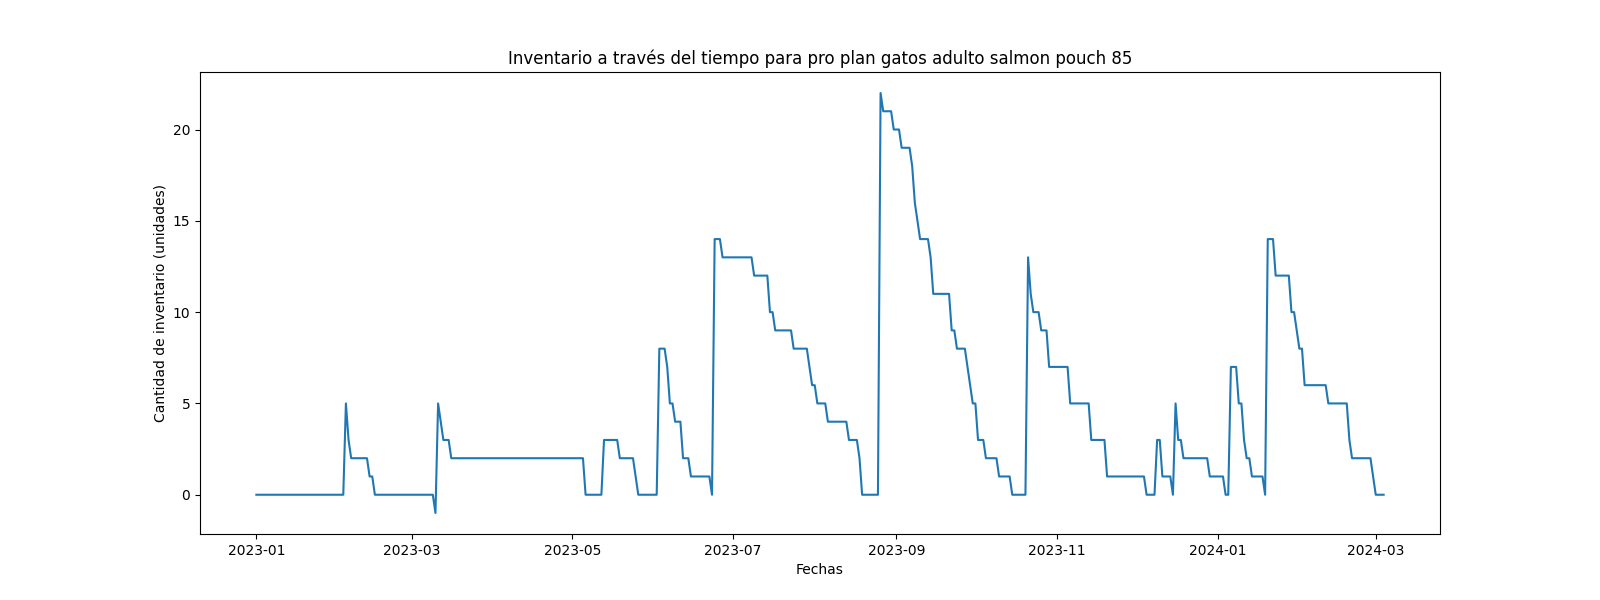 Inventario a través del tiempo para pro plan gatos adulto salmon pouch 85
Cantidad de inventario (unidades)
20
15
10
5
0
2023-01 2023-03 2023-05 2023-07 2023-09 2023-11 2024-01 2024-03
Fechas